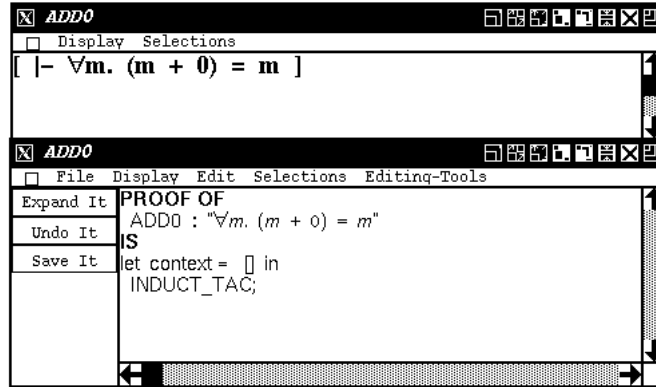 ADD0
Display Selections
[ |- ∀m. (m + 0) = m ]
ADD0
File Display Edit Selections Editing-Tools
Expand It
Undo It
Save It
PROOF OF
ADD0 : "∀m. (m + 0) = m"
IS
let context = [] in
INDUCT_TAC;